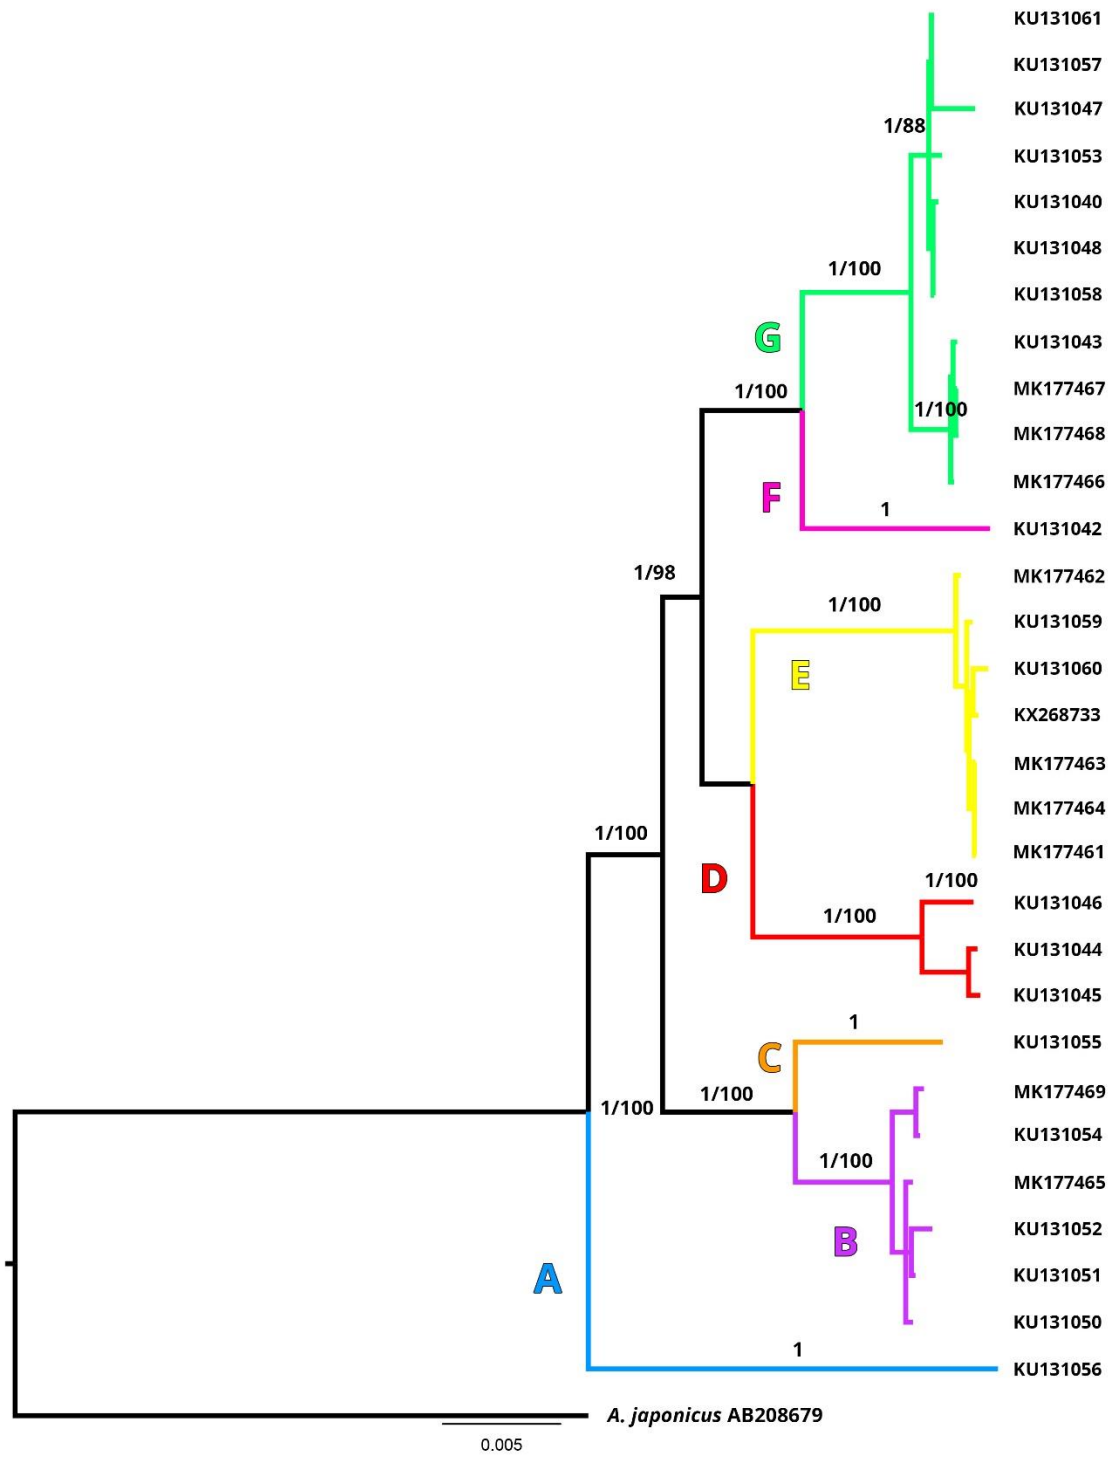 KU131061
KU131057
KU131047
1/88
KU131053
KU131040
KU131048
1/100
KU131058
G
KU131043
1/100
MK177467
1/100
MK177468
MK177466
F
1
KU131042
1/98
MK177462
1/100
KU131059
E
KU131060
KX268733
MK177463
MK177464
1/100
MK177461
D
1/100
KU131046
1/100
KU131044
KU131045
1
KU131055
C
1/100
MK177469
1/100
KU131054
1/100
MK177465
B
KU131052
A
KU131051
KU131050
1
KU131056
A. japonicus AB208679
0.005